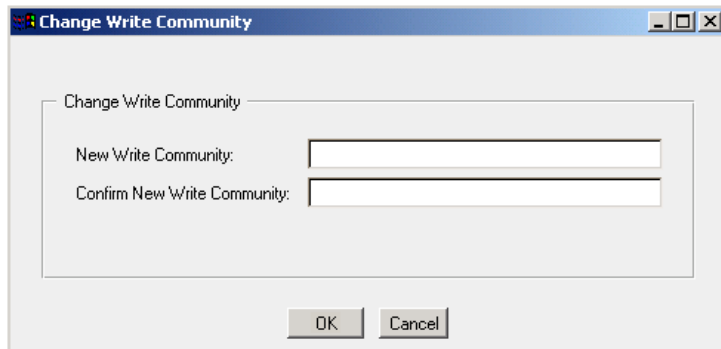 Change Write Community
Change Write Community
New Write Community:
Confirm New Write Community:
OK Cancel